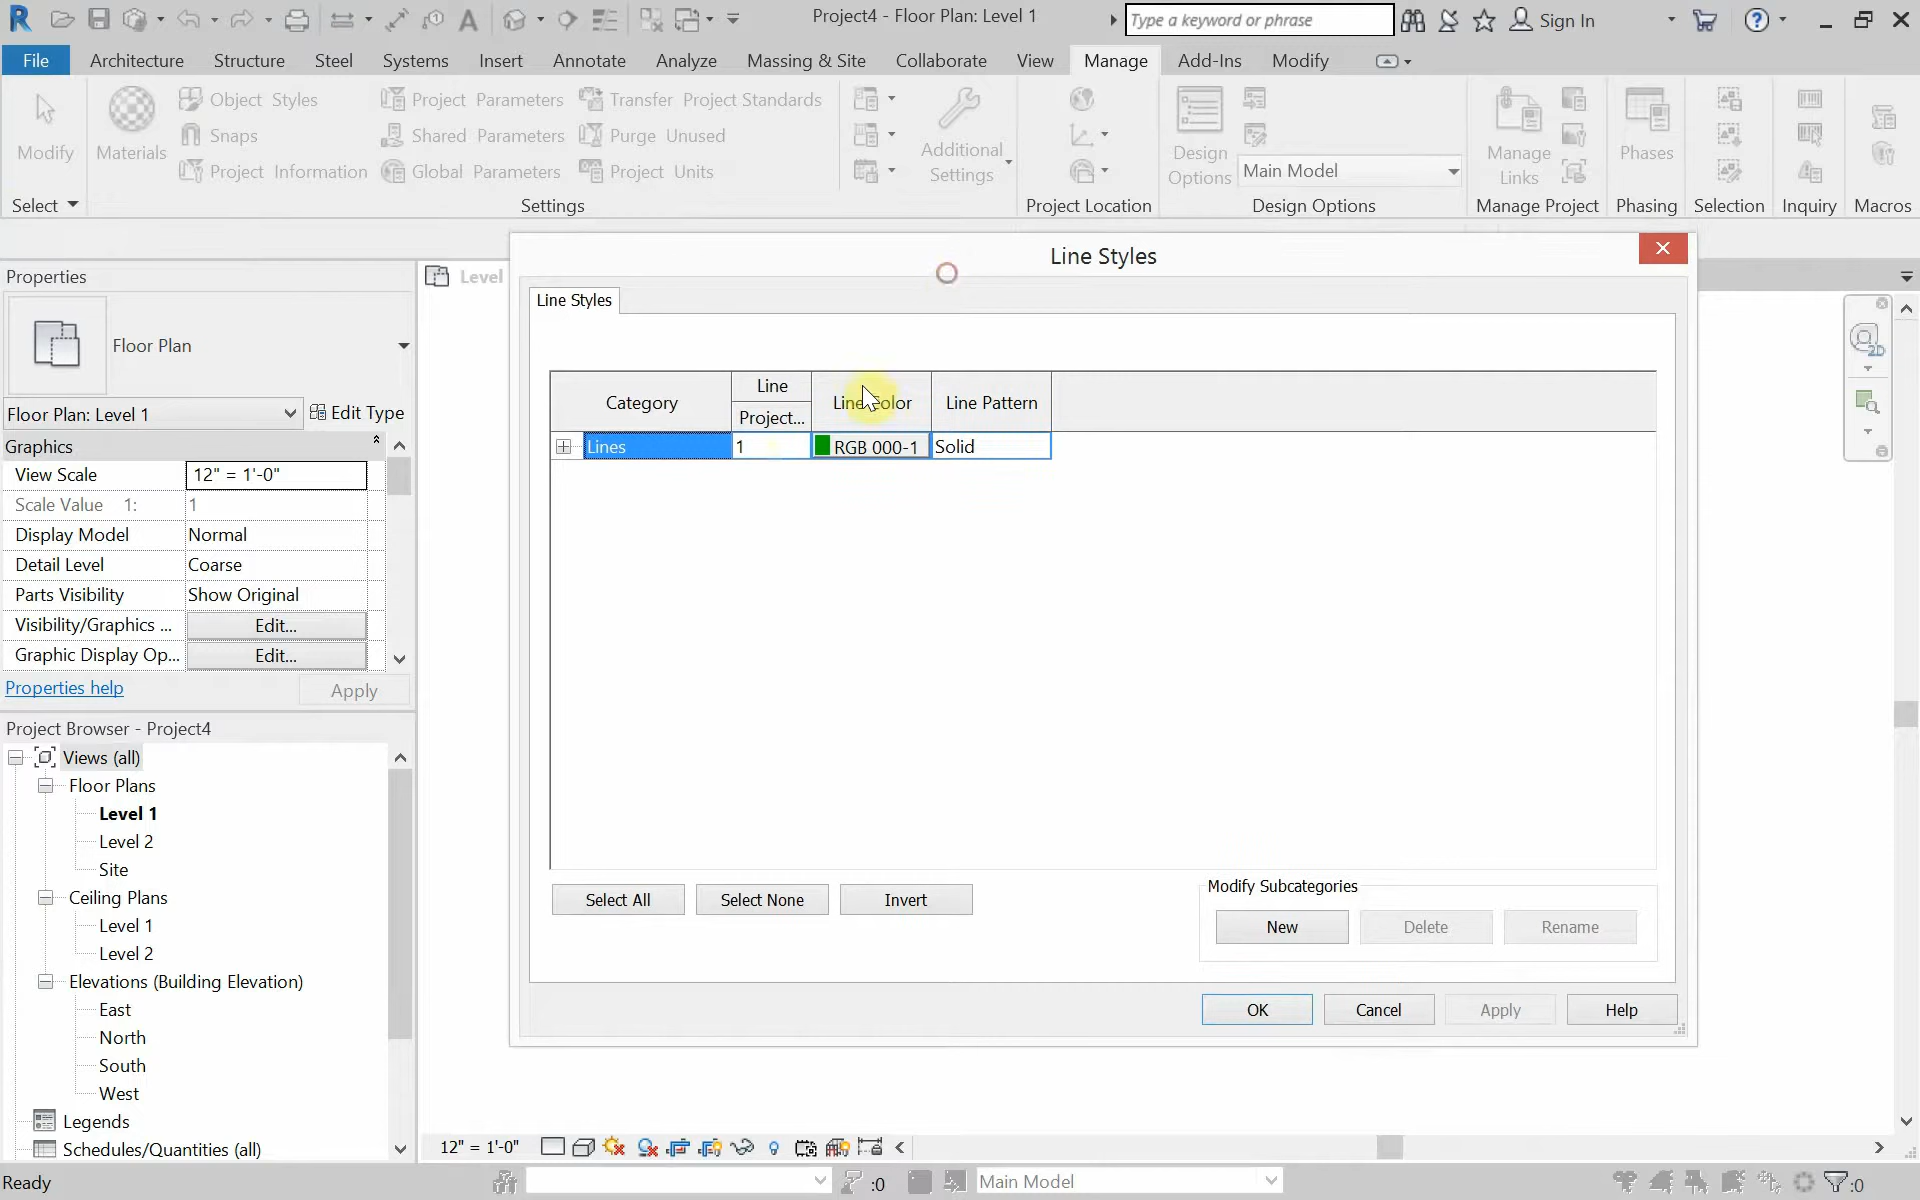 Project4 - Floor Plan: Level 1
Type a keyword or phrase
Sign In
File Architecture Structure Steel Systems Insert Annotate Analyze Massing & Site Collaborate View Manage Add-Ins Modify
Modify
Materials
Object Styles
Snaps
Project Information
Project Parameters
Shared Parameters
Global Parameters
Transfer Project Standards
Purge Unused
Project Units
Additional
Settings
Design
Options
Main Model
Manage
Links
Phases
Select
Settings
Project Location
Design Options
Manage Project
Phasing
Selection
Inquiry
Macros
Properties
Floor Plan
Floor Plan: Level 1
Edit Type
Graphics
View Scale 12" = 1'-0"
Scale Value 1: 1
Display Model Normal
Detail Level Coarse
Parts Visibility Show Original
Visibility/Graphics ... Edit...
Graphic Display Op... Edit...
Properties help
Apply
Project Browser - Project4
Views (all)
Floor Plans
Level 1
Level 2
Site
Ceiling Plans
Level 1
Level 2
Elevations (Building Elevation)
East
North
South
West
Legends
Schedules/Quantities (all)
Level
Line Styles
Line Styles
Category
Line
Project...
Line Color
Line Pattern
Lines 1 RGB 000-1 Solid
Select All
Select None
Invert
Modify Subcategories
New
Delete
Rename
OK
Cancel
Apply
Help
2D
12" = 1'-0"
Ready
:0
Main Model
:0